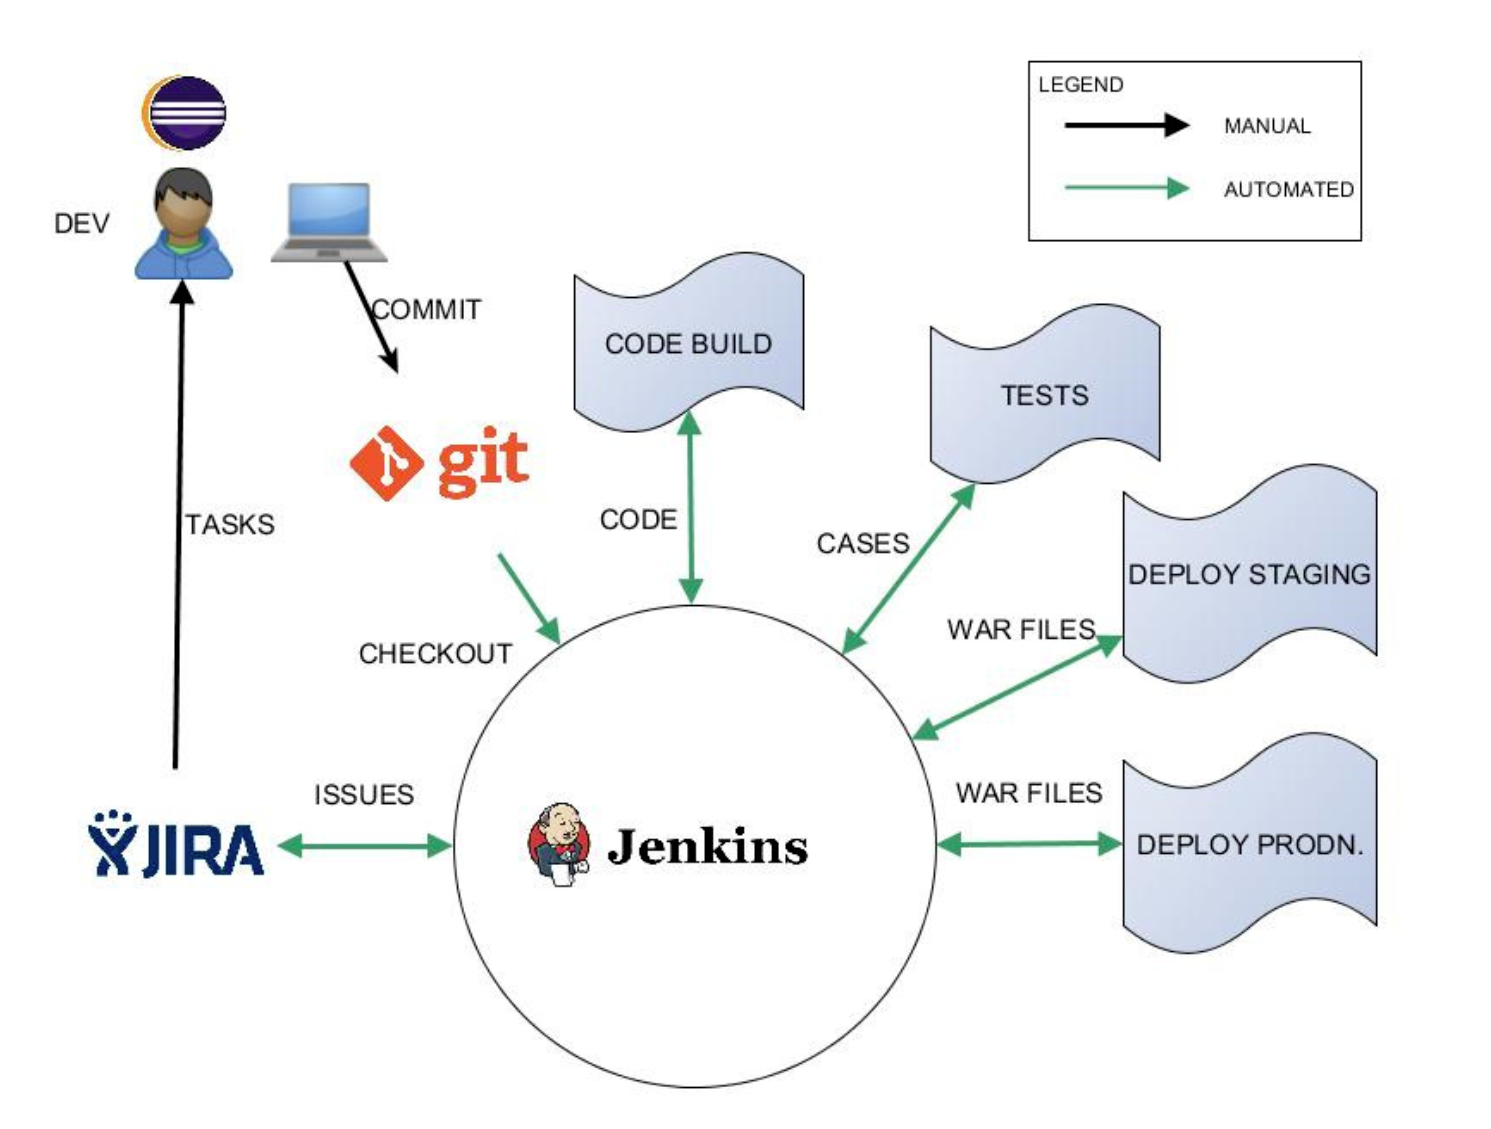 LEGEND
MANUAL
AUTOMATED
DEV
COMMIT
CODE BUILD
TESTS
git
TASKS
CODE
CASES
DEPLOY STAGING
WAR FILES
CHECKOUT
ISSUES
WAR FILES
JIRA
Jenkins
DEPLOY PRODN.